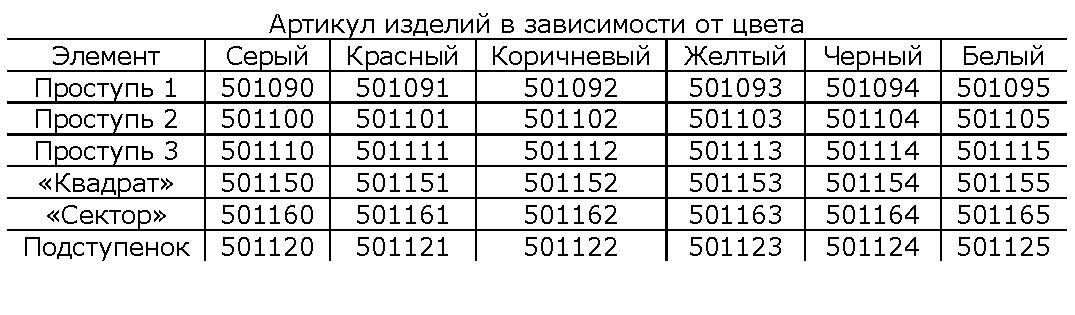 Артикул изделий в зависимости от цвета
Элемент Серый Красный Коричневый Желтый Черный Белый
Проступь 1 501090 501091 501092 501093 501094 501095
Проступь 2 501100 501101 501102 501103 501104 501105
Проступь 3 501110 501111 501112 501113 501114 501115
«Квадрат» 501150 501151 501152 501153 501154 501155
«Сектор» 501160 501161 501162 501163 501164 501165
Подступенок 501120 501121 501122 501123 501124 501125